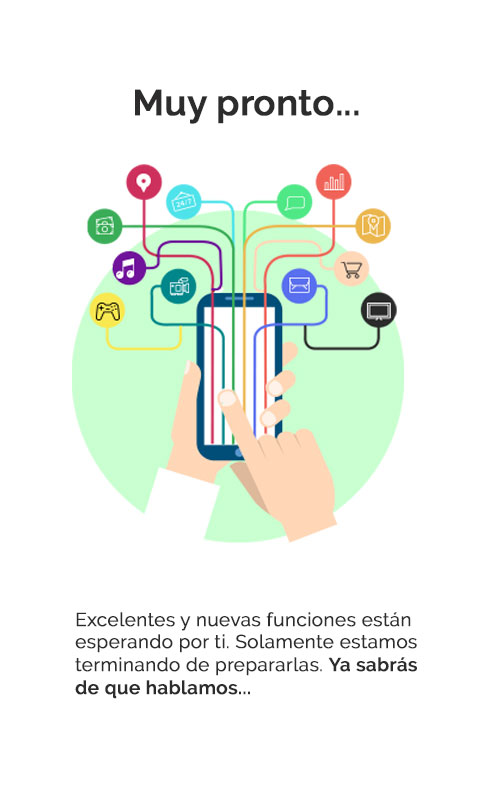 Muy pronto...
24/7
Excelentes y nuevas funciones están
esperando por ti. Solamente estamos
terminando de prepararlas. Ya sabrás
de que hablamos...